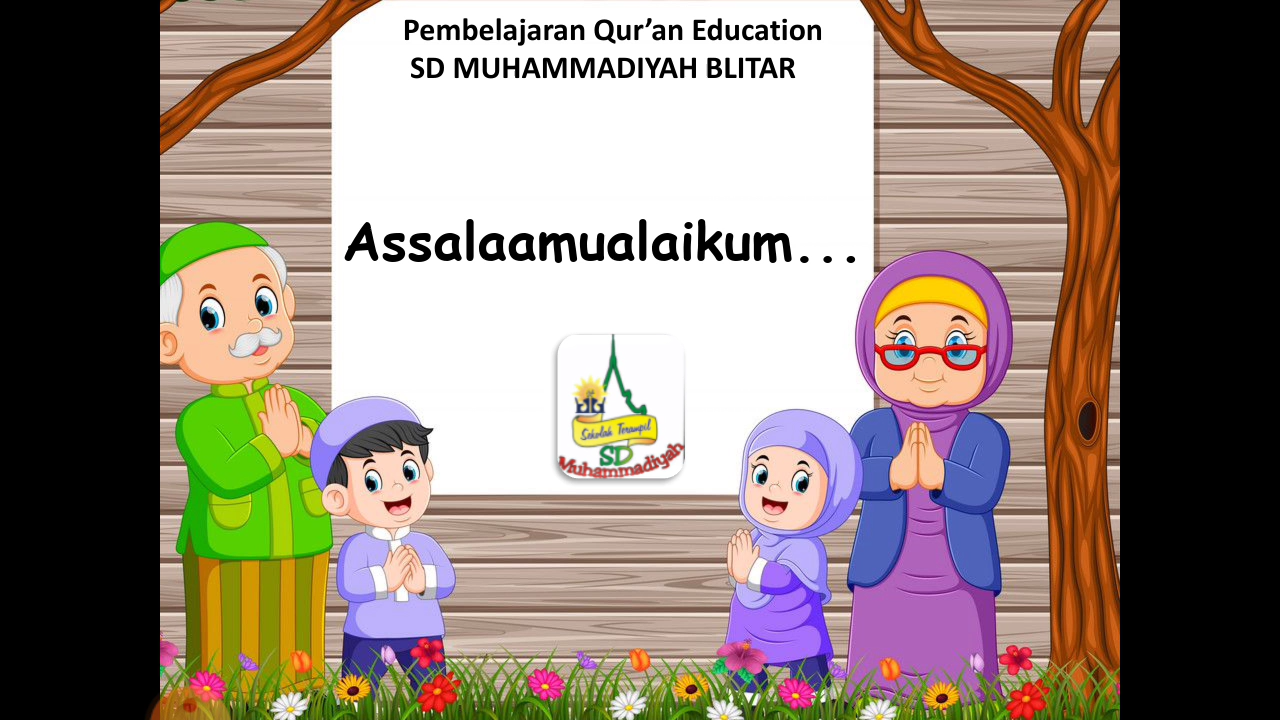 Pembelajaran Qur’an Education
SD MUHAMMADIYAH BLITAR
Assalaamualaikum...
Sekolah Terampil
SD
Muhammadiyah